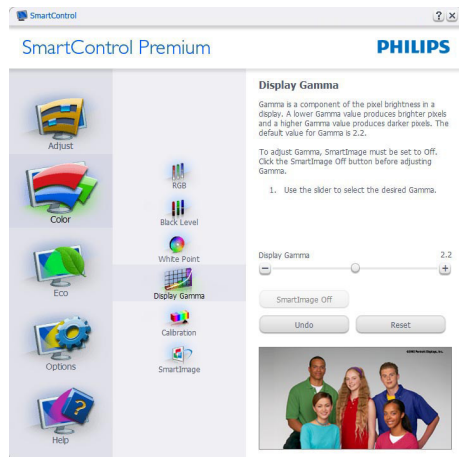 SmartControl
? x
SmartControl Premium
PHILIPS
Adjust
Color
Eco
Options
Help
RGB
Black Level
White Point
Display Gamma
Calibration
SmartImage
Display Gamma
Gamma is a component of the pixel brightness in a
display. A lower Gamma value produces brighter pixels
and a higher Gamma value produces darker pixels. The
default value for Gamma is 2.2.
To adjust Gamma, SmartImage must be set to Off.
Click the SmartImage Off button before adjusting
Gamma.
1. Use the slider to select the desired Gamma.
Display Gamma 2.2
SmartImage Off
Undo Reset